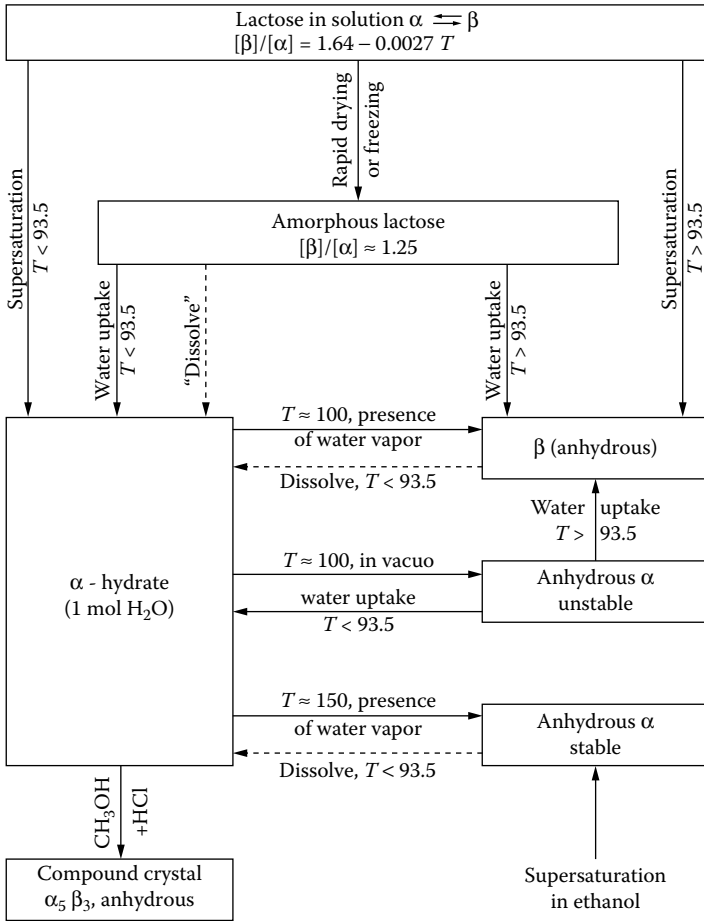 Lactose in solution α ⇌ β
[β]/[α] = 1.64 – 0.0027 T
Supersaturation
T < 93.5
Rapid drying
or freezing
Supersaturation
T > 93.5
Amorphous lactose
[β]/[α] ≈ 1.25
Water uptake
T < 93.5
“Dissolve”
Water uptake
T > 93.5
α - hydrate
(1 mol H₂O)
T ≈ 100, presence
of water vapor
Dissolve, T < 93.5
β (anhydrous)
Water uptake
T > 93.5
T ≈ 100, in vacuo
water uptake
T < 93.5
Anhydrous α
unstable
T ≈ 150, presence
of water vapor
Dissolve, T < 93.5
Anhydrous α
stable
CH₃OH
+HCl
Compound crystal
α₅ β₃, anhydrous
Supersaturation
in ethanol